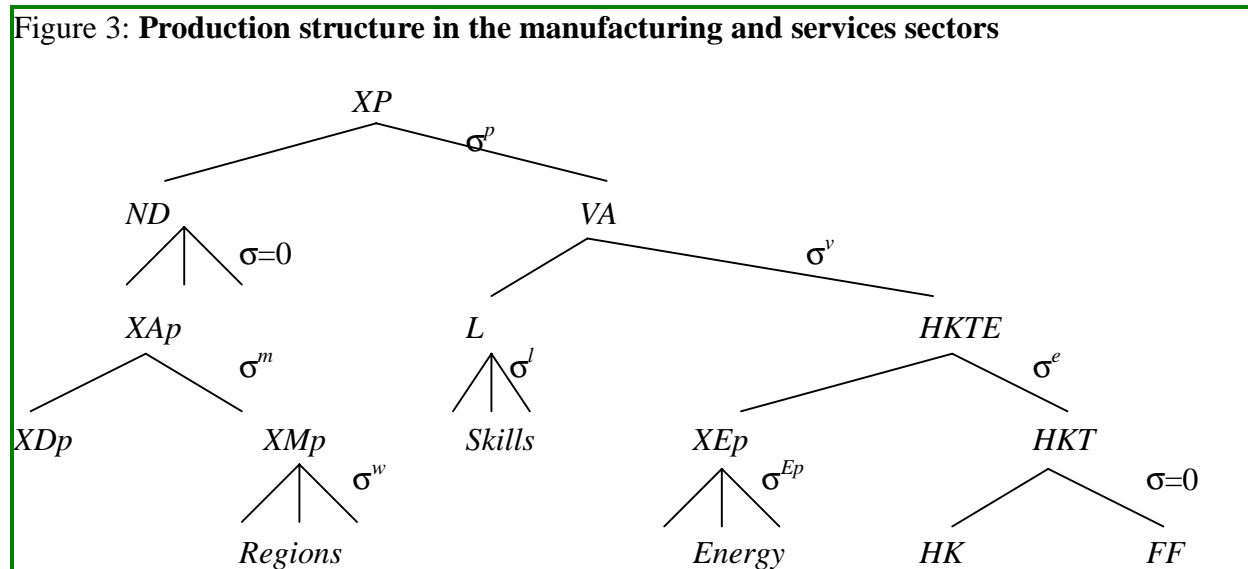 Figure 3: Production structure in the manufacturing and services sectors
XP
σᵖ
ND VA
σ=0 σᵛ
XAp L HKTE
σᵐ σˡ σᵉ
XDp XMp Skills XEp HKT
σʷ σᴱᵖ σ=0
Regions Energy HK FF